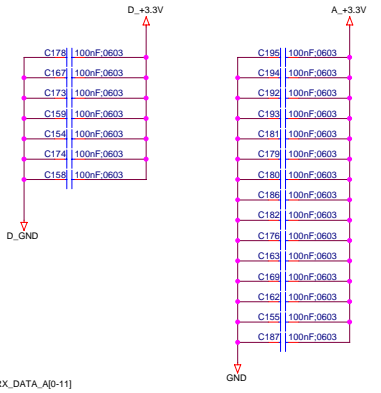 D_+3.3V
C178 100nF;0603
C167 100nF;0603
C173 100nF;0603
C159 100nF;0603
C154 100nF;0603
C174 100nF;0603
C158 100nF;0603
D_GND
A_+3.3V
C195 100nF;0603
C194 100nF;0603
C192 100nF;0603
C193 100nF;0603
C181 100nF;0603
C179 100nF;0603
C180 100nF;0603
C186 100nF;0603
C182 100nF;0603
C176 100nF;0603
C163 100nF;0603
C169 100nF;0603
C162 100nF;0603
C155 100nF;0603
C187 100nF;0603
GND
X_DATA_A[0-11]